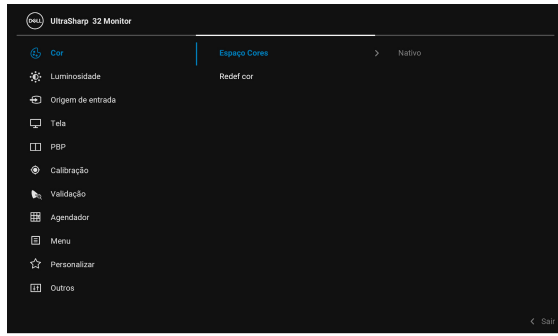 DELL UltraSharp 32 Monitor
Cor
Espaço Cores
Nativo
Luminosidade
Redef cor
Origem de entrada
Tela
PBP
Calibração
Validação
Agendador
Menu
Personalizar
Outros
Sair